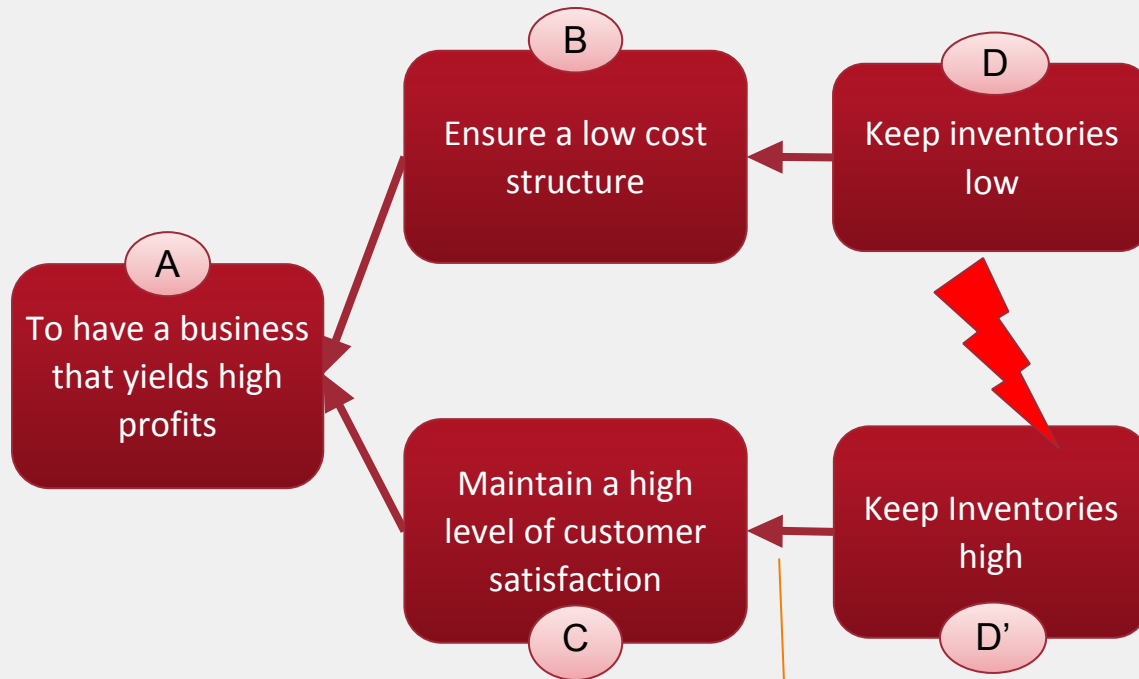 B
Ensure a low cost
structure
D
Keep inventories
low
A
To have a business
that yields high
profits
Maintain a high
level of customer
satisfaction
C
Keep Inventories
high
D’